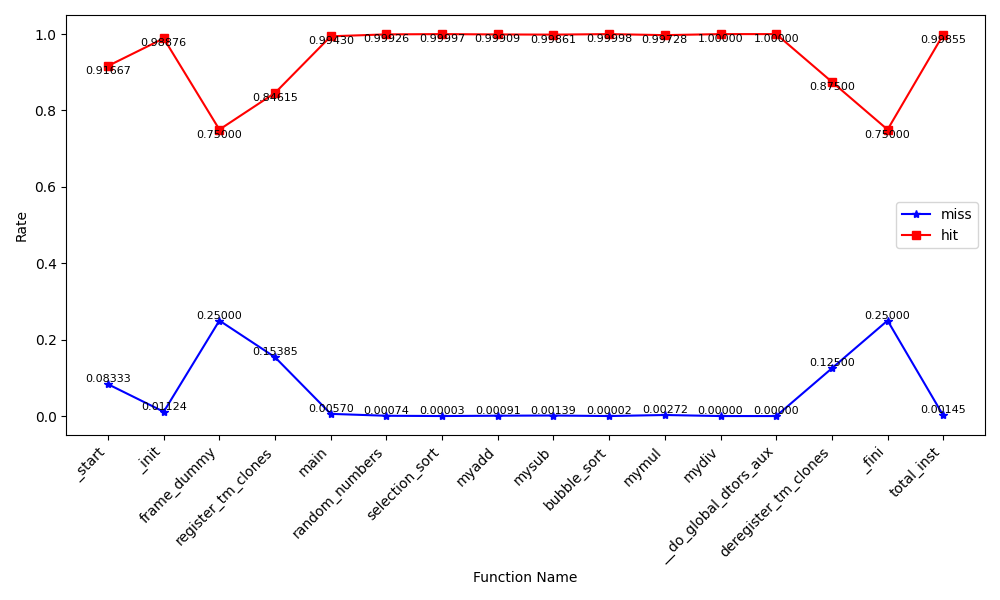 1.0
0.8
0.6
0.4
0.2
0.0
Rate
0.91667
0.98876
0.75000
0.84615
0.99430
0.99926
0.99997
0.99909
0.99861
0.99998
0.99728
1.00000
1.00000
0.87500
0.75000
0.99855
miss
hit
0.08333
0.01124
0.25000
0.15385
0.00570
0.00074
0.00003
0.00091
0.00139
0.00002
0.00272
0.00000
0.00000
0.12500
0.25000
0.00145
_start
_init
frame_dummy
register_tm_clones
main
random_numbers
selection_sort
myadd
mysub
bubble_sort
mymul
mydiv
__do_global_dtors_aux
deregister_tm_clones
_fini
total_inst
Function Name